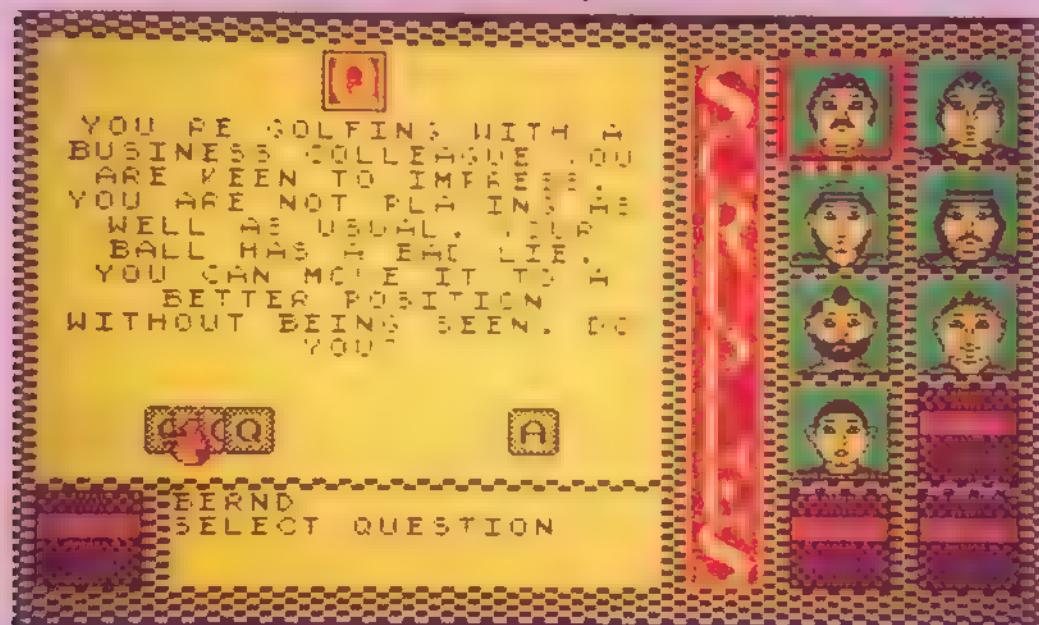 YOU RE GOLFING WITH A
BUSINESS COLLEAGUE YOU
ARE KEEN TO IMPRESS.
YOU ARE NOT PLAYING AS
WELL AS USUAL. YOUR
BALL HAS A BAD LIE.
YOU CAN MOVE IT TO A
BETTER POSITION
WITHOUT BEING SEEN. DO
YOU?
Q
A
BERND
SELECT QUESTION